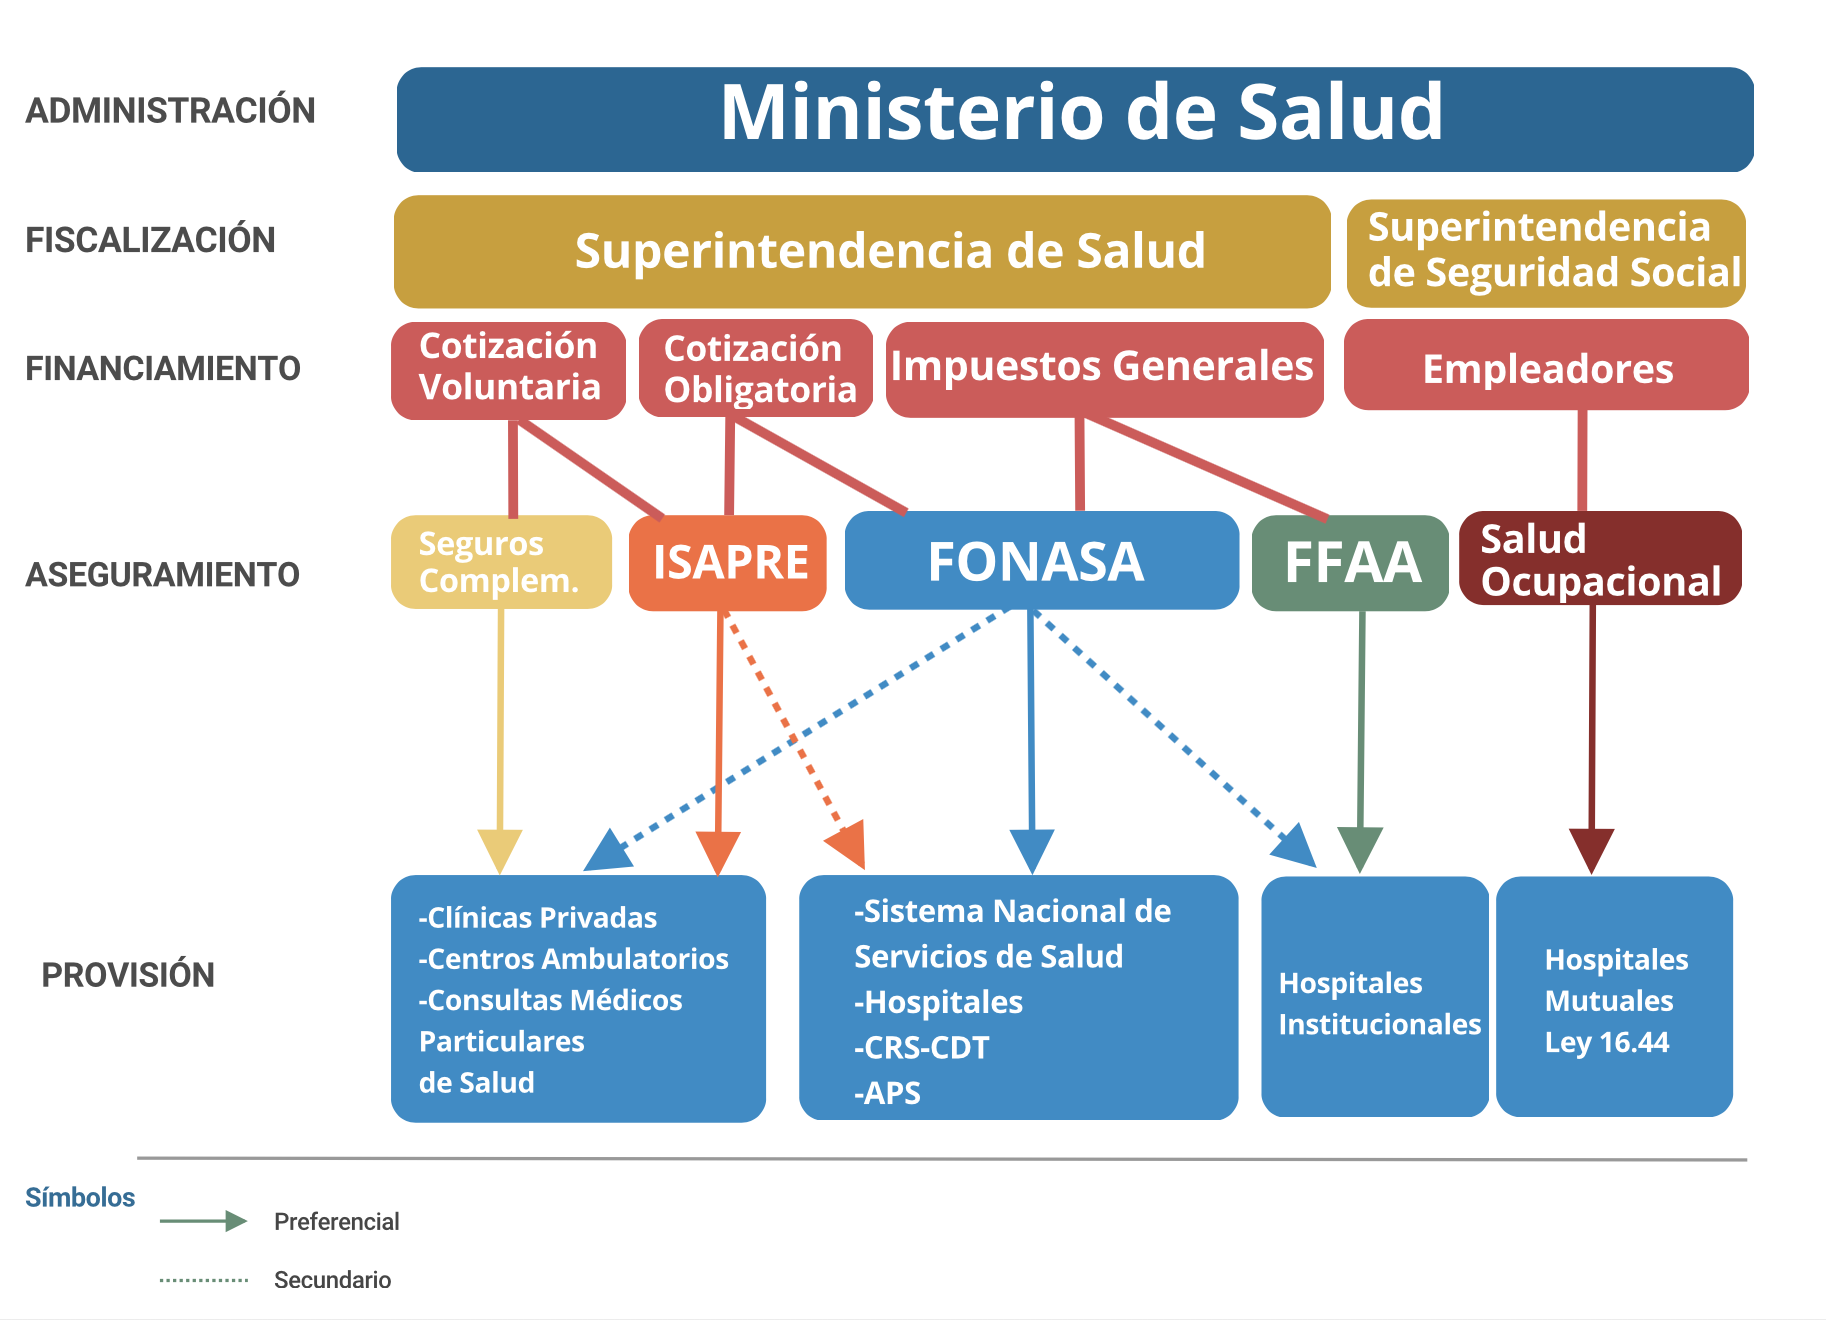 ADMINISTRACIÓN
Ministerio de Salud
FISCALIZACIÓN
Superintendencia de Salud
Superintendencia
de Seguridad Social
FINANCIAMIENTO
Cotización
Voluntaria
Cotización
Obligatoria
Impuestos Generales
Empleadores
ASEGURAMIENTO
Seguros
Complem.
ISAPRE
FONASA
FFAA
Salud
Ocupacional
PROVISIÓN
-Clínicas Privadas
-Centros Ambulatorios
-Consultas Médicos
Particulares
de Salud
-Sistema Nacional de
Servicios de Salud
-Hospitales
-CRS-CDT
-APS
Hospitales
Institucionales
Hospitales
Mutuales
Ley 16.44
Símbolos
Preferencial
Secundario